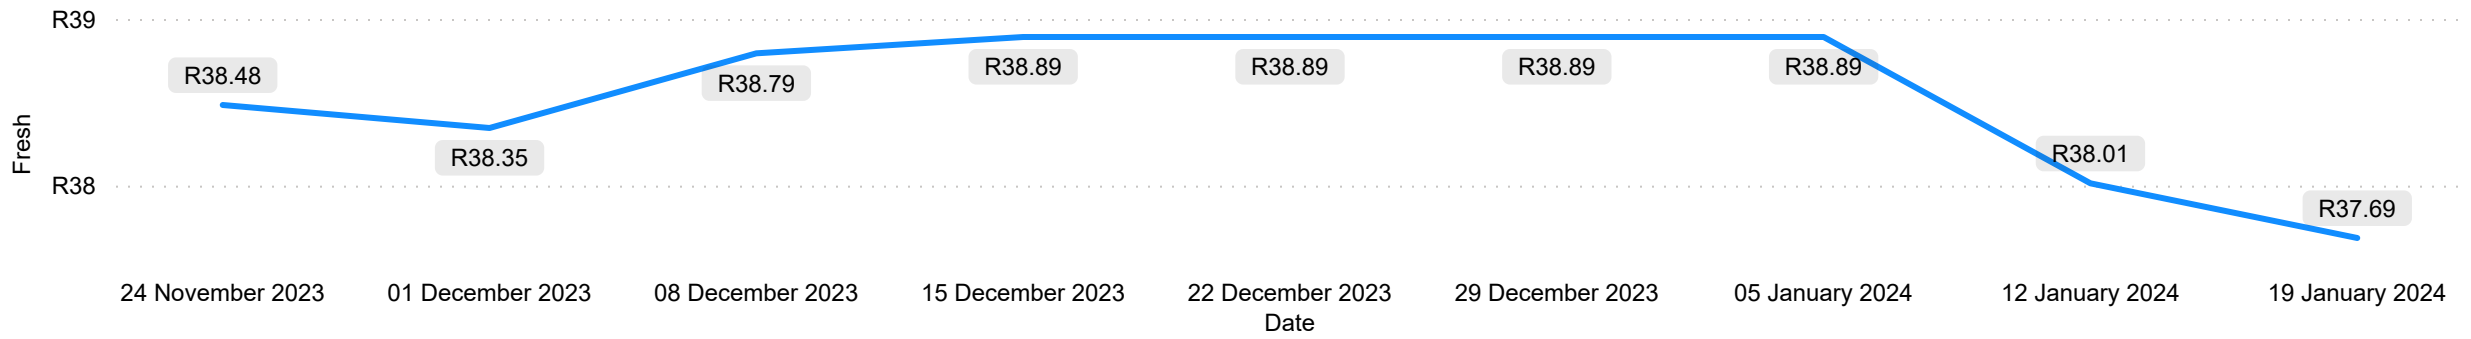 R39
R38.48
R38.35
R38.79
R38.89
R38.89
R38.89
R38.89
R38.01
R37.69
Fresh
R38
24 November 2023
01 December 2023
08 December 2023
15 December 2023
22 December 2023
29 December 2023
05 January 2024
12 January 2024
19 January 2024
Date